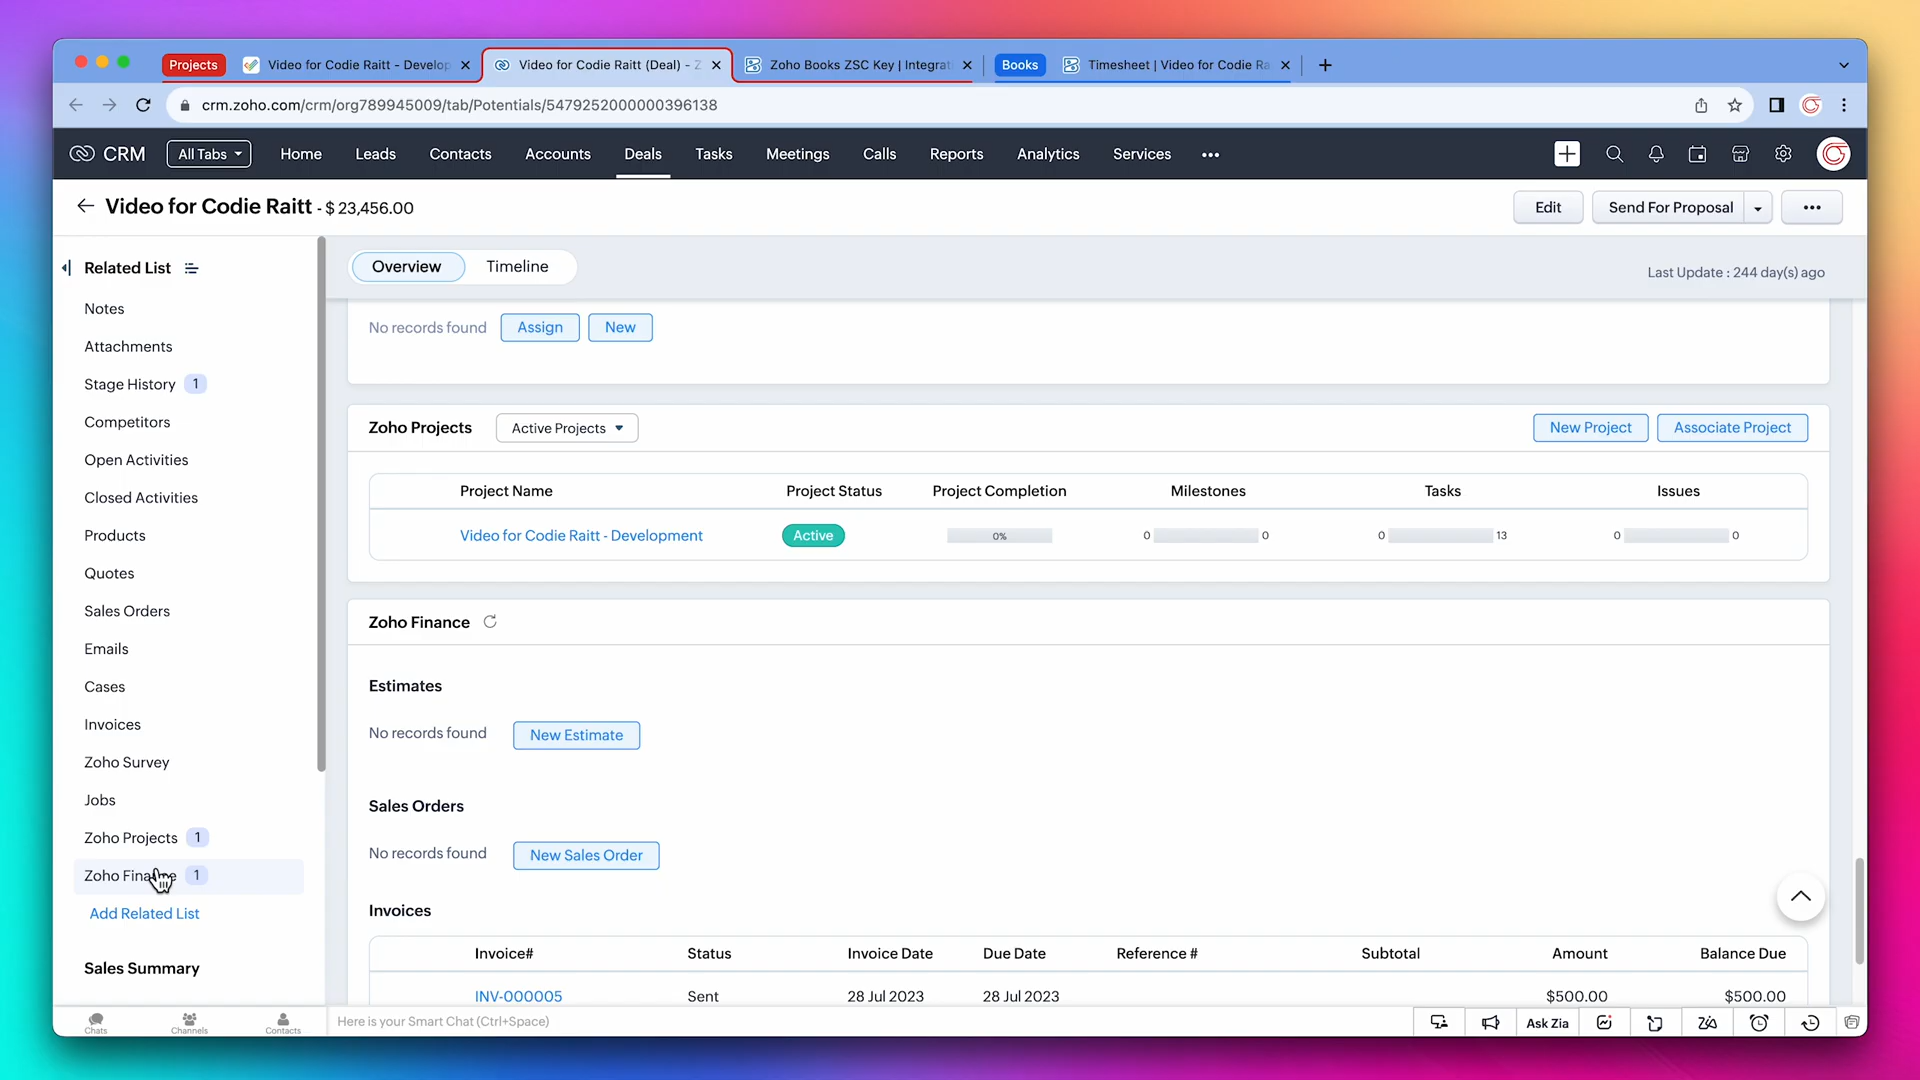 Projects
Video for Codie Raitt - Develop
Video for Codie Raitt (Deal) - Z
Zoho Books ZSC Key | Integrat
Books
Timesheet | Video for Codie Ra
crm.zoho.com/crm/org789945009/tab/Potentials/5479252000000396138
CRM
All Tabs
Home
Leads
Contacts
Accounts
Deals
Tasks
Meetings
Calls
Reports
Analytics
Services
Video for Codie Raitt - $ 23,456.00
Edit
Send For Proposal
Related List
Notes
Attachments
Stage History 1
Competitors
Open Activities
Closed Activities
Products
Quotes
Sales Orders
Emails
Cases
Invoices
Zoho Survey
Jobs
Zoho Projects 1
Zoho Finance 1
Add Related List
Sales Summary
Overview
Timeline
Last Update : 244 day(s) ago
No records found
Assign
New
Zoho Projects
Active Projects
New Project
Associate Project
Project Name
Project Status
Project Completion
Milestones
Tasks
Issues
Video for Codie Raitt - Development
Active
0%
0 0
0 13
0 0
Zoho Finance
Estimates
No records found
New Estimate
Sales Orders
No records found
New Sales Order
Invoices
Invoice#
Status
Invoice Date
Due Date
Reference #
Subtotal
Amount
Balance Due
INV-000005
Sent
28 Jul 2023
28 Jul 2023
$500.00
$500.00
Chats
Channels
Contacts
Here is your Smart Chat (Ctrl+Space)
Ask Zia